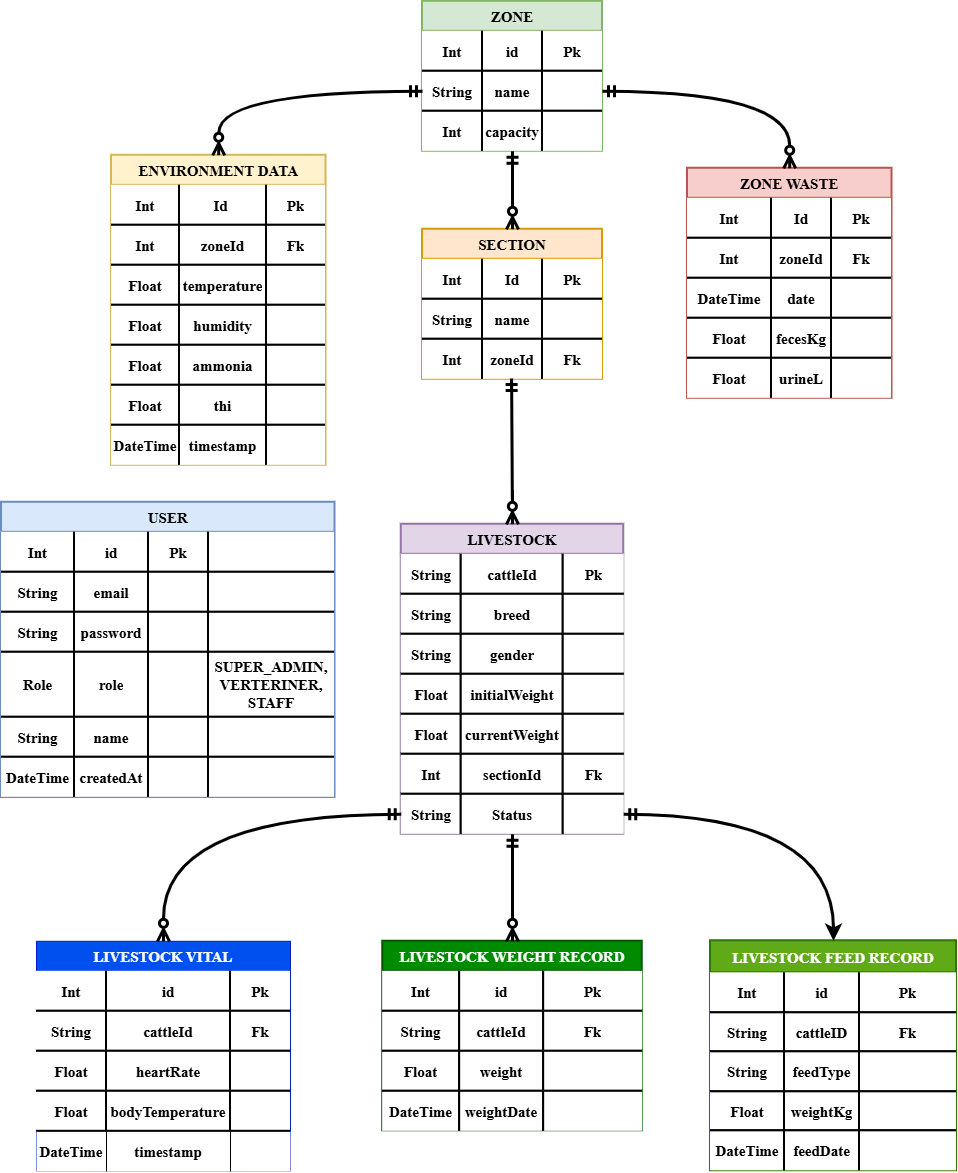 ZONE
Int id Pk
String name
Int capacity
ENVIRONMENT DATA
Int Id Pk
Int zoneId Fk
Float temperature
Float humidity
Float ammonia
Float thi
DateTime timestamp
SECTION
Int Id Pk
String name
Int zoneId Fk
ZONE WASTE
Int Id Pk
Int zoneId Fk
DateTime date
Float fecesKg
Float urineL
USER
Int id Pk
String email
String password
Role role SUPER_ADMIN,
VERTERINER,
STAFF
String name
DateTime createdAt
LIVESTOCK
String cattleId Pk
String breed
String gender
Float initialWeight
Float currentWeight
Int sectionId Fk
String Status
LIVESTOCK VITAL
Int id Pk
String cattleId Fk
Float heartRate
Float bodyTemperature
DateTime timestamp
LIVESTOCK WEIGHT RECORD
Int id Pk
String cattleId Fk
Float weight
DateTime weightDate
LIVESTOCK FEED RECORD
Int id Pk
String cattleID Fk
String feedType
Float weightKg
DateTime feedDate